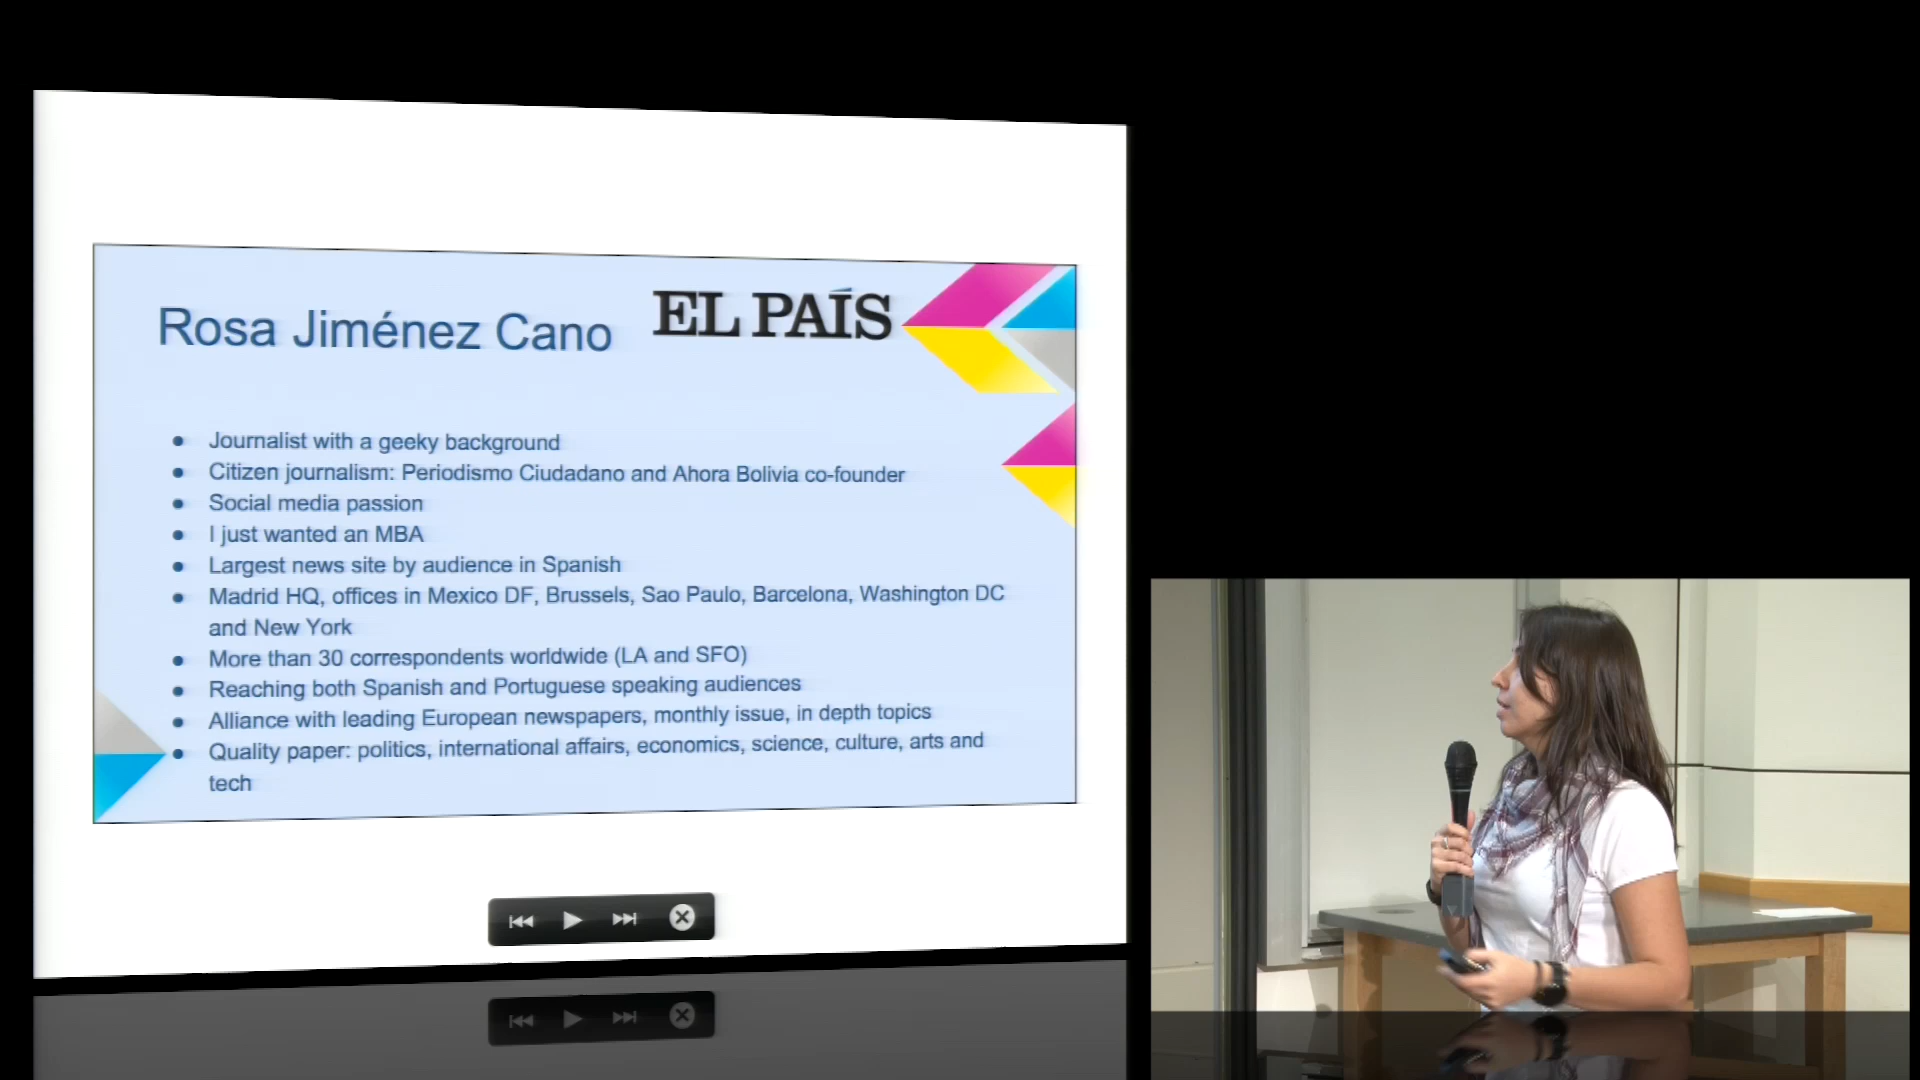 Rosa Jiménez Cano
EL PAÍS
Journalist with a geeky background
Citizen journalism: Periodismo Ciudadano and Ahora Bolivia co-founder
Social media passion
I just wanted an MBA
Largest news site by audience in Spanish
Madrid HQ, offices in Mexico DF, Brussels, Sao Paulo, Barcelona, Washington DC
and New York
More than 30 correspondents worldwide (LA and SFO)
Reaching both Spanish and Portuguese speaking audiences
Alliance with leading European newspapers, monthly issue, in depth topics
Quality paper: politics, international affairs, economics, science, culture, arts and
tech